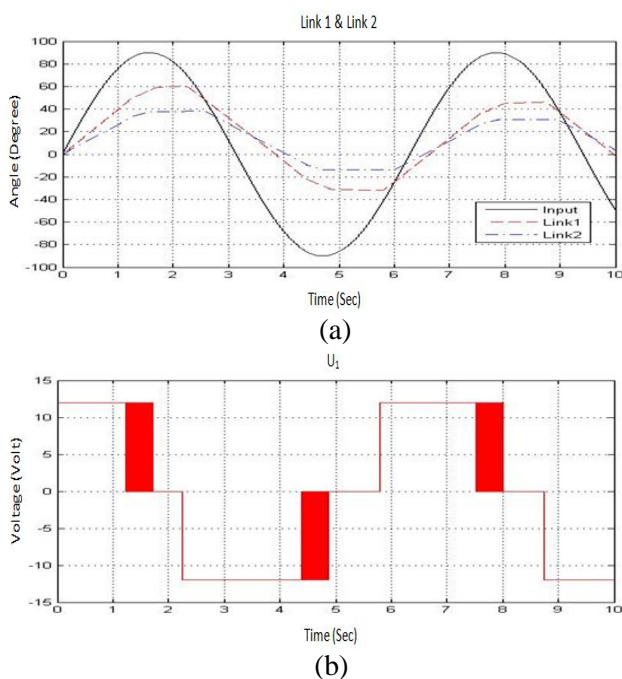 Link 1 & Link 2
100
80
60
40
20
0
-20
-40
-60
-80
-100
Angle (Degree)
Input
Link1
Link2
0 1 2 3 4 5 6 7 8 9 10
Time (Sec)
(a)
U₁
15
10
5
0
-5
-10
-15
Voltage (Volt)
0 1 2 3 4 5 6 7 8 9 10
Time (Sec)
(b)